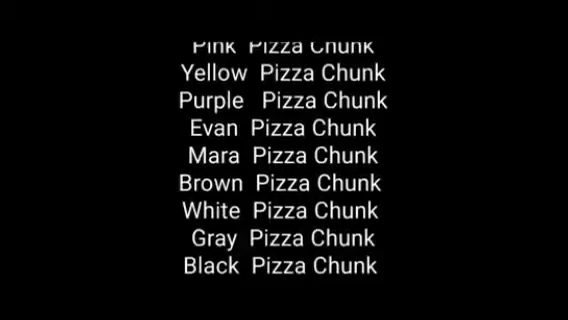 Pink Pizza Chunk
Yellow Pizza Chunk
Purple Pizza Chunk
Evan Pizza Chunk
Mara Pizza Chunk
Brown Pizza Chunk
White Pizza Chunk
Gray Pizza Chunk
Black Pizza Chunk